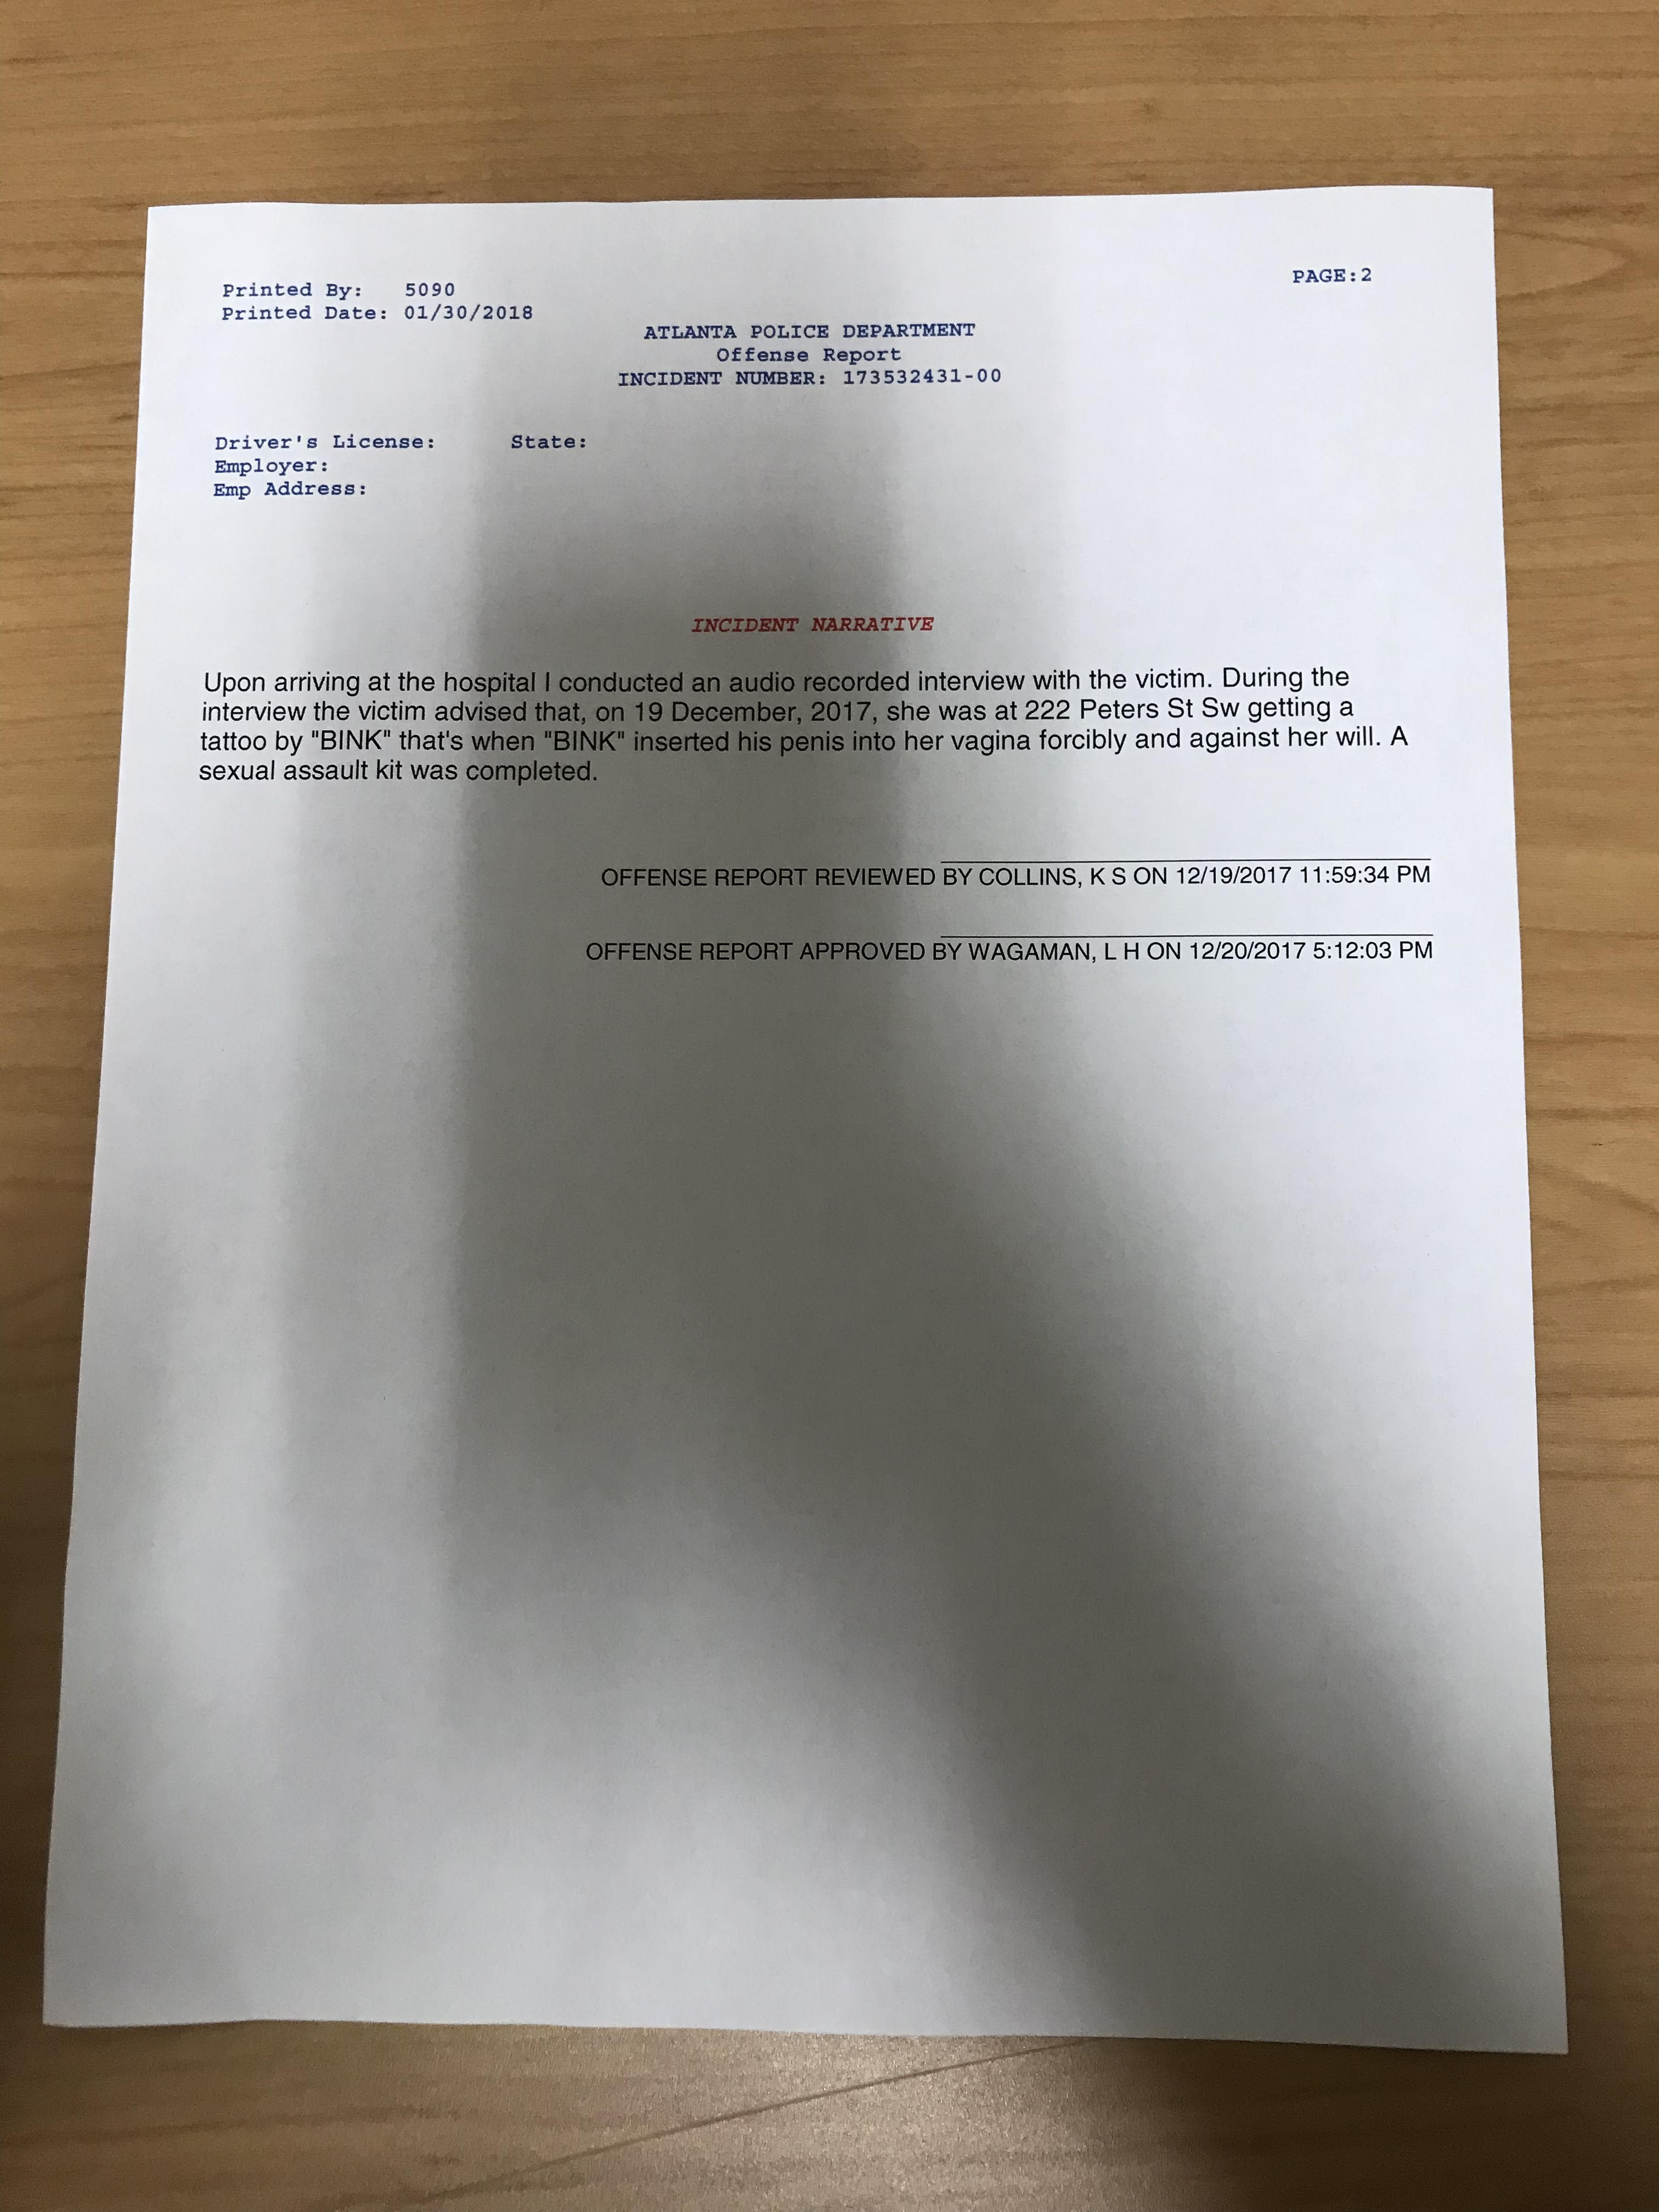 PAGE:2
Printed By: 5090
Printed Date: 01/30/2018
ATLANTA POLICE DEPARTMENT
Offense Report
INCIDENT NUMBER: 173532431-00
Driver's License: State:
Employer:
Emp Address:
INCIDENT NARRATIVE
Upon arriving at the hospital I conducted an audio recorded interview with the victim. During the
interview the victim advised that, on 19 December, 2017, she was at 222 Peters St Sw getting a
tattoo by "BINK" that's when "BINK" inserted his penis into her vagina forcibly and against her will. A
sexual assault kit was completed.
OFFENSE REPORT REVIEWED BY COLLINS, K S ON 12/19/2017 11:59:34 PM
OFFENSE REPORT APPROVED BY WAGAMAN, L H ON 12/20/2017 5:12:03 PM